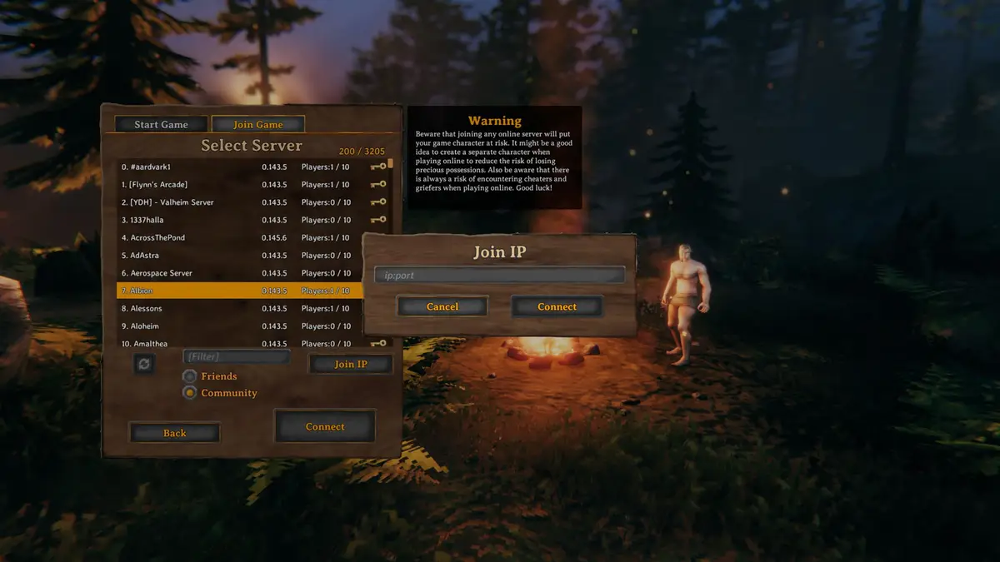 Start Game
Join Game
Select Server
200 / 3205
0. #aardvark1 0.143.5 Players:1 / 10
1. [Flynn's Arcade] 0.143.5 Players:1 / 10
2. [YDH] - Valheim Server 0.143.5 Players:0 / 10
3. 1337halla 0.143.5 Players:0 / 10
4. AcrossThePond 0.145.6 Players:1 / 10
5. AdAstra 0.143.5 Players:0 / 10
6. Aerospace Server 0.143.5 Players:0 / 10
7. Albion 0.143.5 Players:1 / 10
8. Alessons 0.143.5 Players:1 / 10
9. Aloheim 0.143.5 Players:0 / 10
10. Amalthea 0.143.5 Players:0 / 10
[Filter]
Join IP
Friends
Community
Back
Connect
Warning
Beware that joining any online server will put
your game character at risk. It might be a good
idea to create a separate character when
playing online to reduce the risk of losing
precious possessions. Also be aware that there
is always a risk of encountering cheaters and
griefers when playing online. Good luck!
Join IP
ip:port
Cancel
Connect